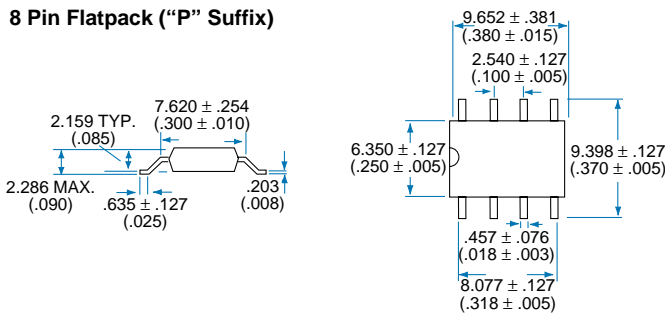 8 Pin Flatpack (“P” Suffix)
9.652 ± .381
(.380 ± .015)
2.540 ± .127
(.100 ± .005)
7.620 ± .254
(.300 ± .010)
2.159 TYP.
(.085)
6.350 ± .127
(.250 ± .005)
9.398 ± .127
(.370 ± .005)
2.286 MAX.
(.090)
.635 ± .127
(.025)
.203
(.008)
.457 ± .076
(.018 ± .003)
8.077 ± .127
(.318 ± .005)